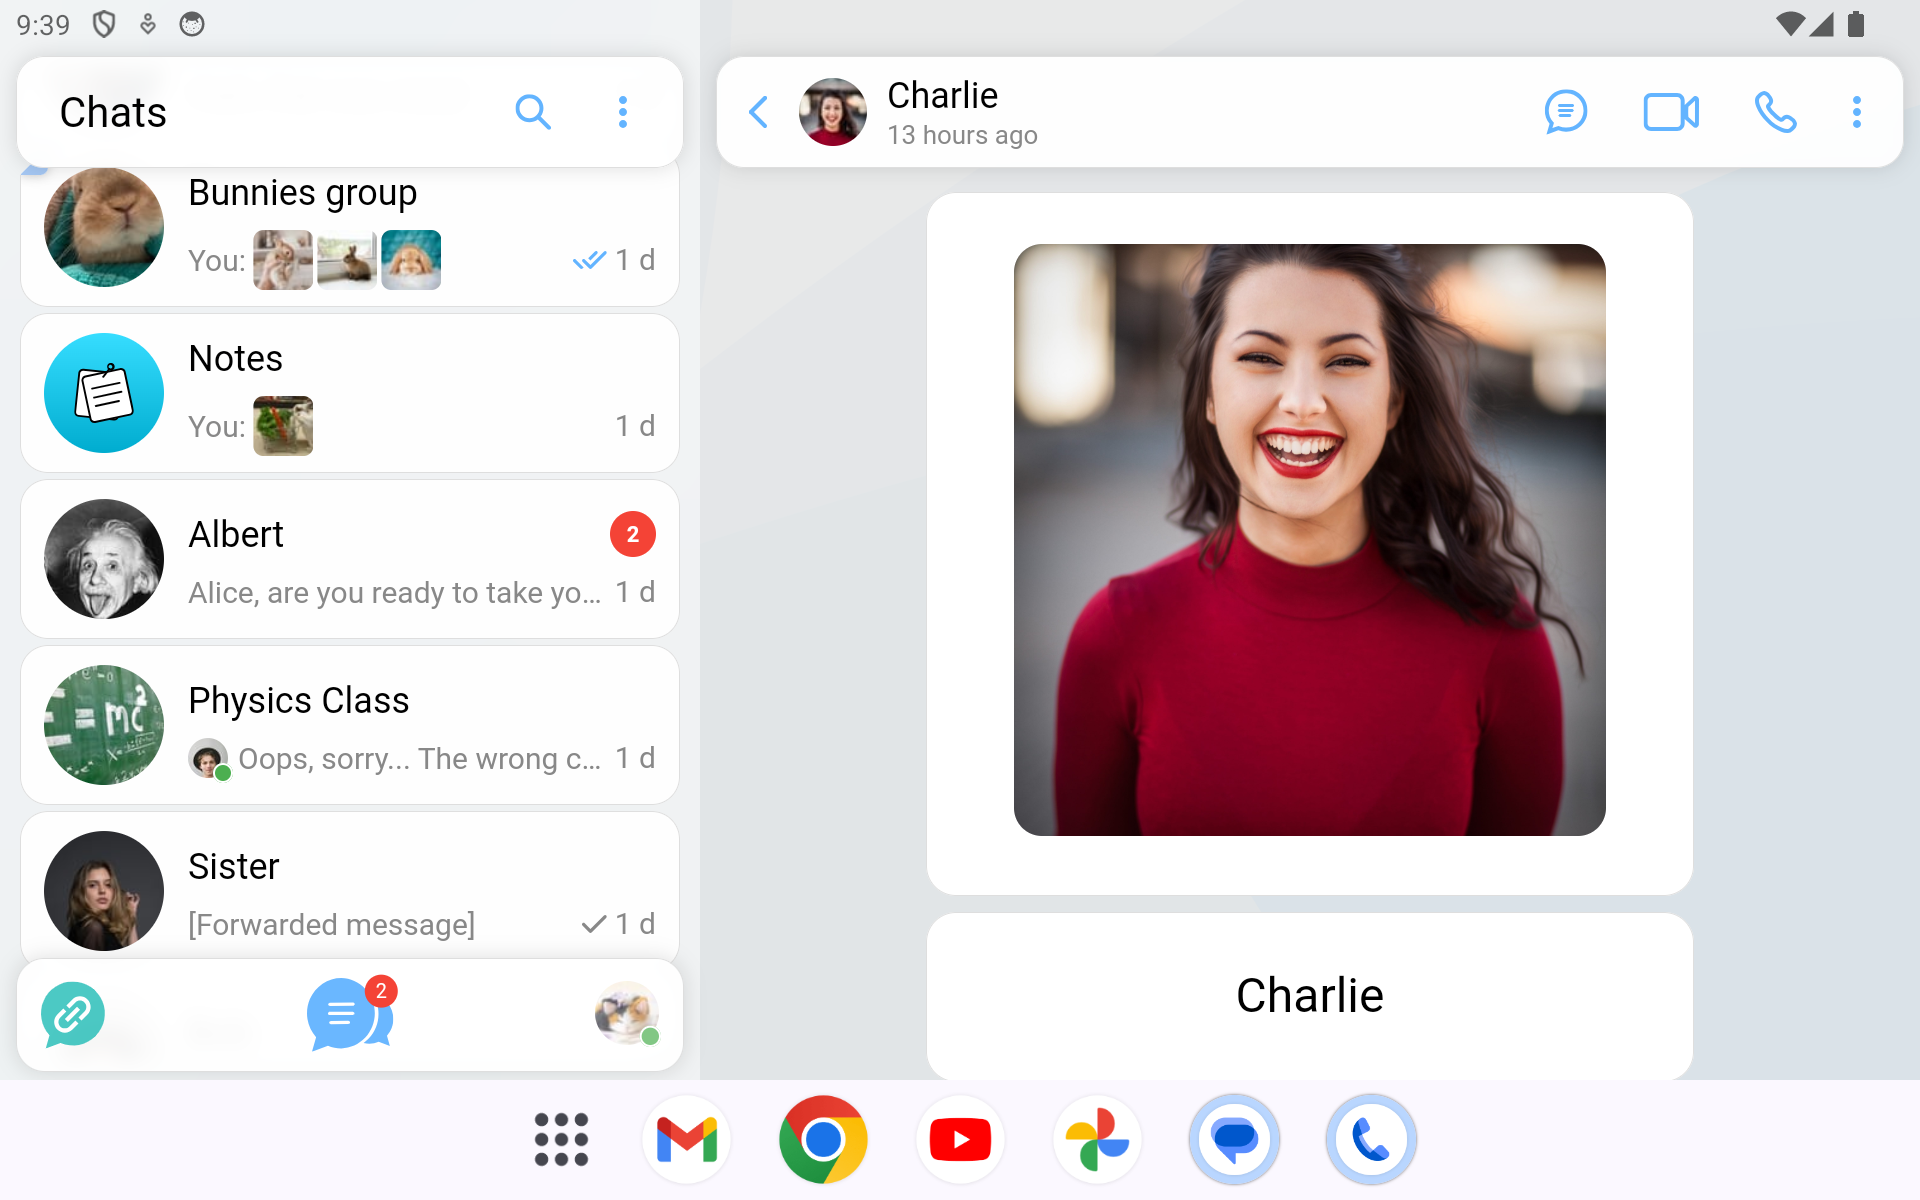 9:39
Chats
Bunnies group
You:
1 d
Notes
You:
1 d
Albert
2
Alice, are you ready to take yo...
1 d
Physics Class
= mc²
Oops, sorry... The wrong c...
1 d
Sister
[Forwarded message]
1 d
2
Charlie
13 hours ago
Charlie